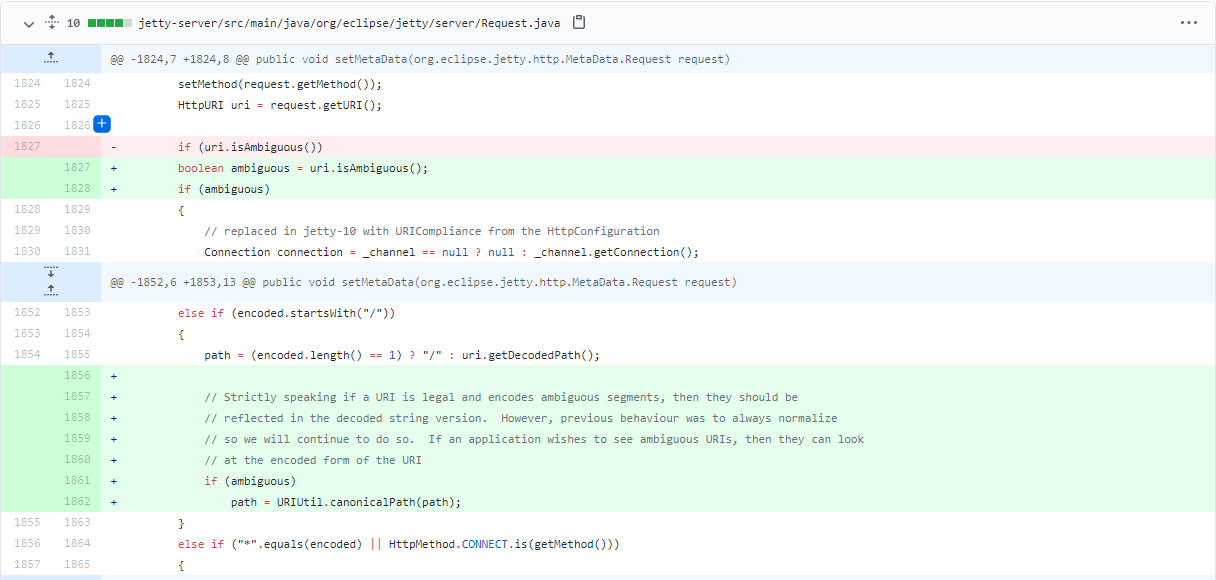 10 jetty-server/src/main/java/org/eclipse/jetty/server/Request.java
@@ -1824,7 +1824,8 @@ public void setMetaData(org.eclipse.jetty.http.MetaData.Request request)
1824 1824 setMethod(request.getMethod());
1825 1825 HttpURI uri = request.getURI();
1826 1826 +
1827 - if (uri.isAmbiguous())
1827 + boolean ambiguous = uri.isAmbiguous();
1828 + if (ambiguous)
1828 1829 {
1829 1830 // replaced in jetty-10 with URICompliance from the HttpConfiguration
1830 1831 Connection connection = _channel == null ? null : _channel.getConnection();
@@ -1852,6 +1853,13 @@ public void setMetaData(org.eclipse.jetty.http.MetaData.Request request)
1852 1853 else if (encoded.startsWith("/"))
1853 1854 {
1854 1855 path = (encoded.length() == 1) ? "/" : uri.getDecodedPath();
1856 +
1857 + // Strictly speaking if a URI is legal and encodes ambiguous segments, then they should be
1858 + // reflected in the decoded string version.  However, previous behaviour was to always normalize
1859 + // so we will continue to do so.  If an application wishes to see ambiguous URIs, then they can look
1860 + // at the encoded form of the URI
1861 + if (ambiguous)
1862 + path = URIUtil.canonicalPath(path);
1855 1863 }
1856 1864 else if ("*".equals(encoded) || HttpMethod.CONNECT.is(getMethod()))
1857 1865 {